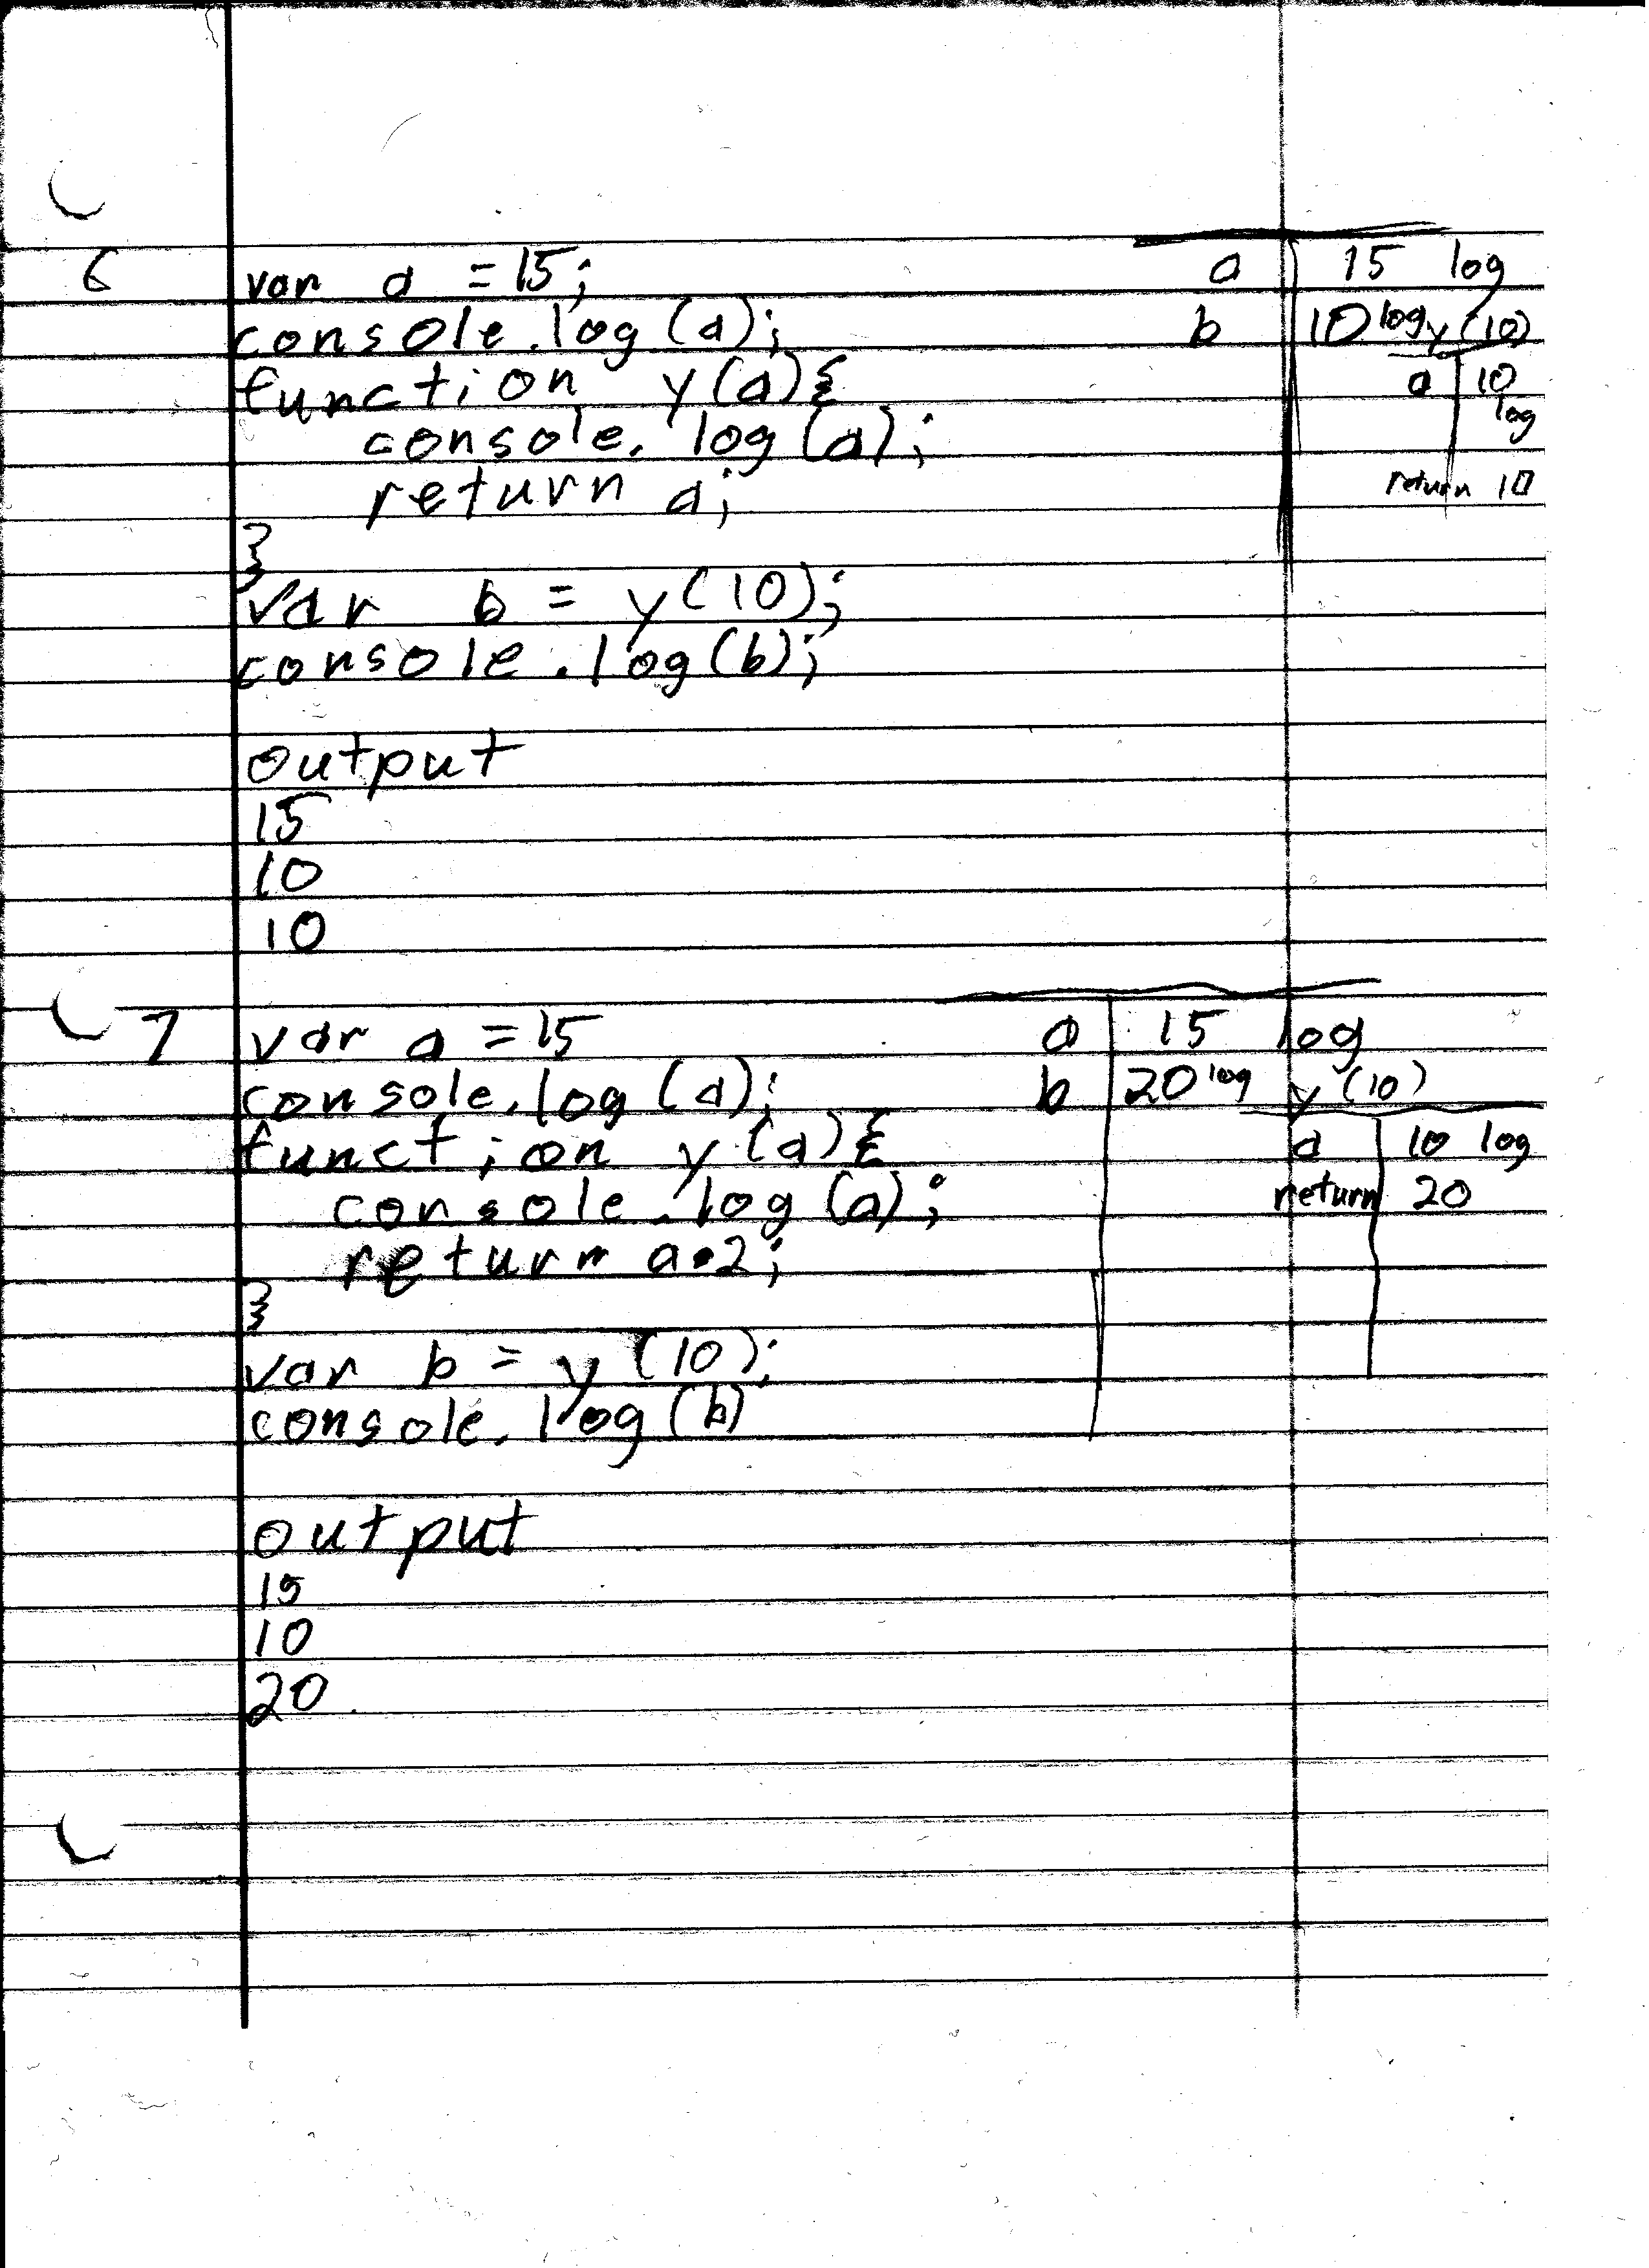 6
var a = 15;
console.log(a);
function y(a){
console.log(a);
return a;
}
var b = y(10);
console.log(b);
output
15
10
10
a 15 log
b 10 log y(10)
a 10
log
return 10
7
var a = 15
console.log(a);
function y(a){
console.log(a);
return a•2;
}
var b = y(10);
console.log(b)
output
15
10
20
a 15 log
b 20 log y(10)
a 10 log
return 20